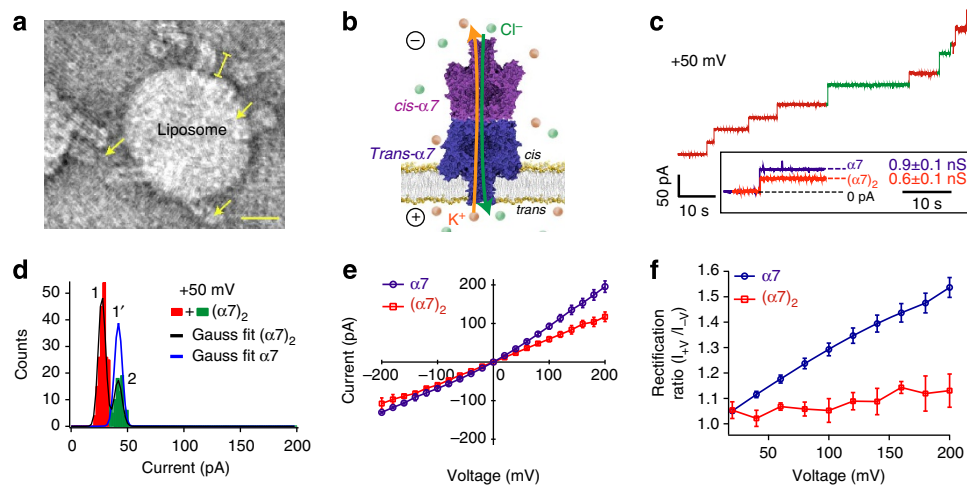 a
Liposome
b
−
Cl−
cis-α7
Trans-α7
cis
trans
+
K+
c
+50 mV
50 pA
10 s
α7
0.9±0.1 nS
(α7)2
0.6±0.1 nS
0 pA
10 s
d
+50 mV
1
1′
2
+ (α7)2
Gauss fit (α7)2
Gauss fit α7
Counts
50
40
30
20
10
0
0 50 100 150 200
Current (pA)
e
α7
(α7)2
Current (pA)
200
100
−100
−200
−200 −100 0 100 200
Voltage (mV)
f
α7
(α7)2
Rectification
ratio (I+V /I−V)
1.6
1.5
1.4
1.3
1.2
1.1
1.0
50 100 150 200
Voltage (mV)